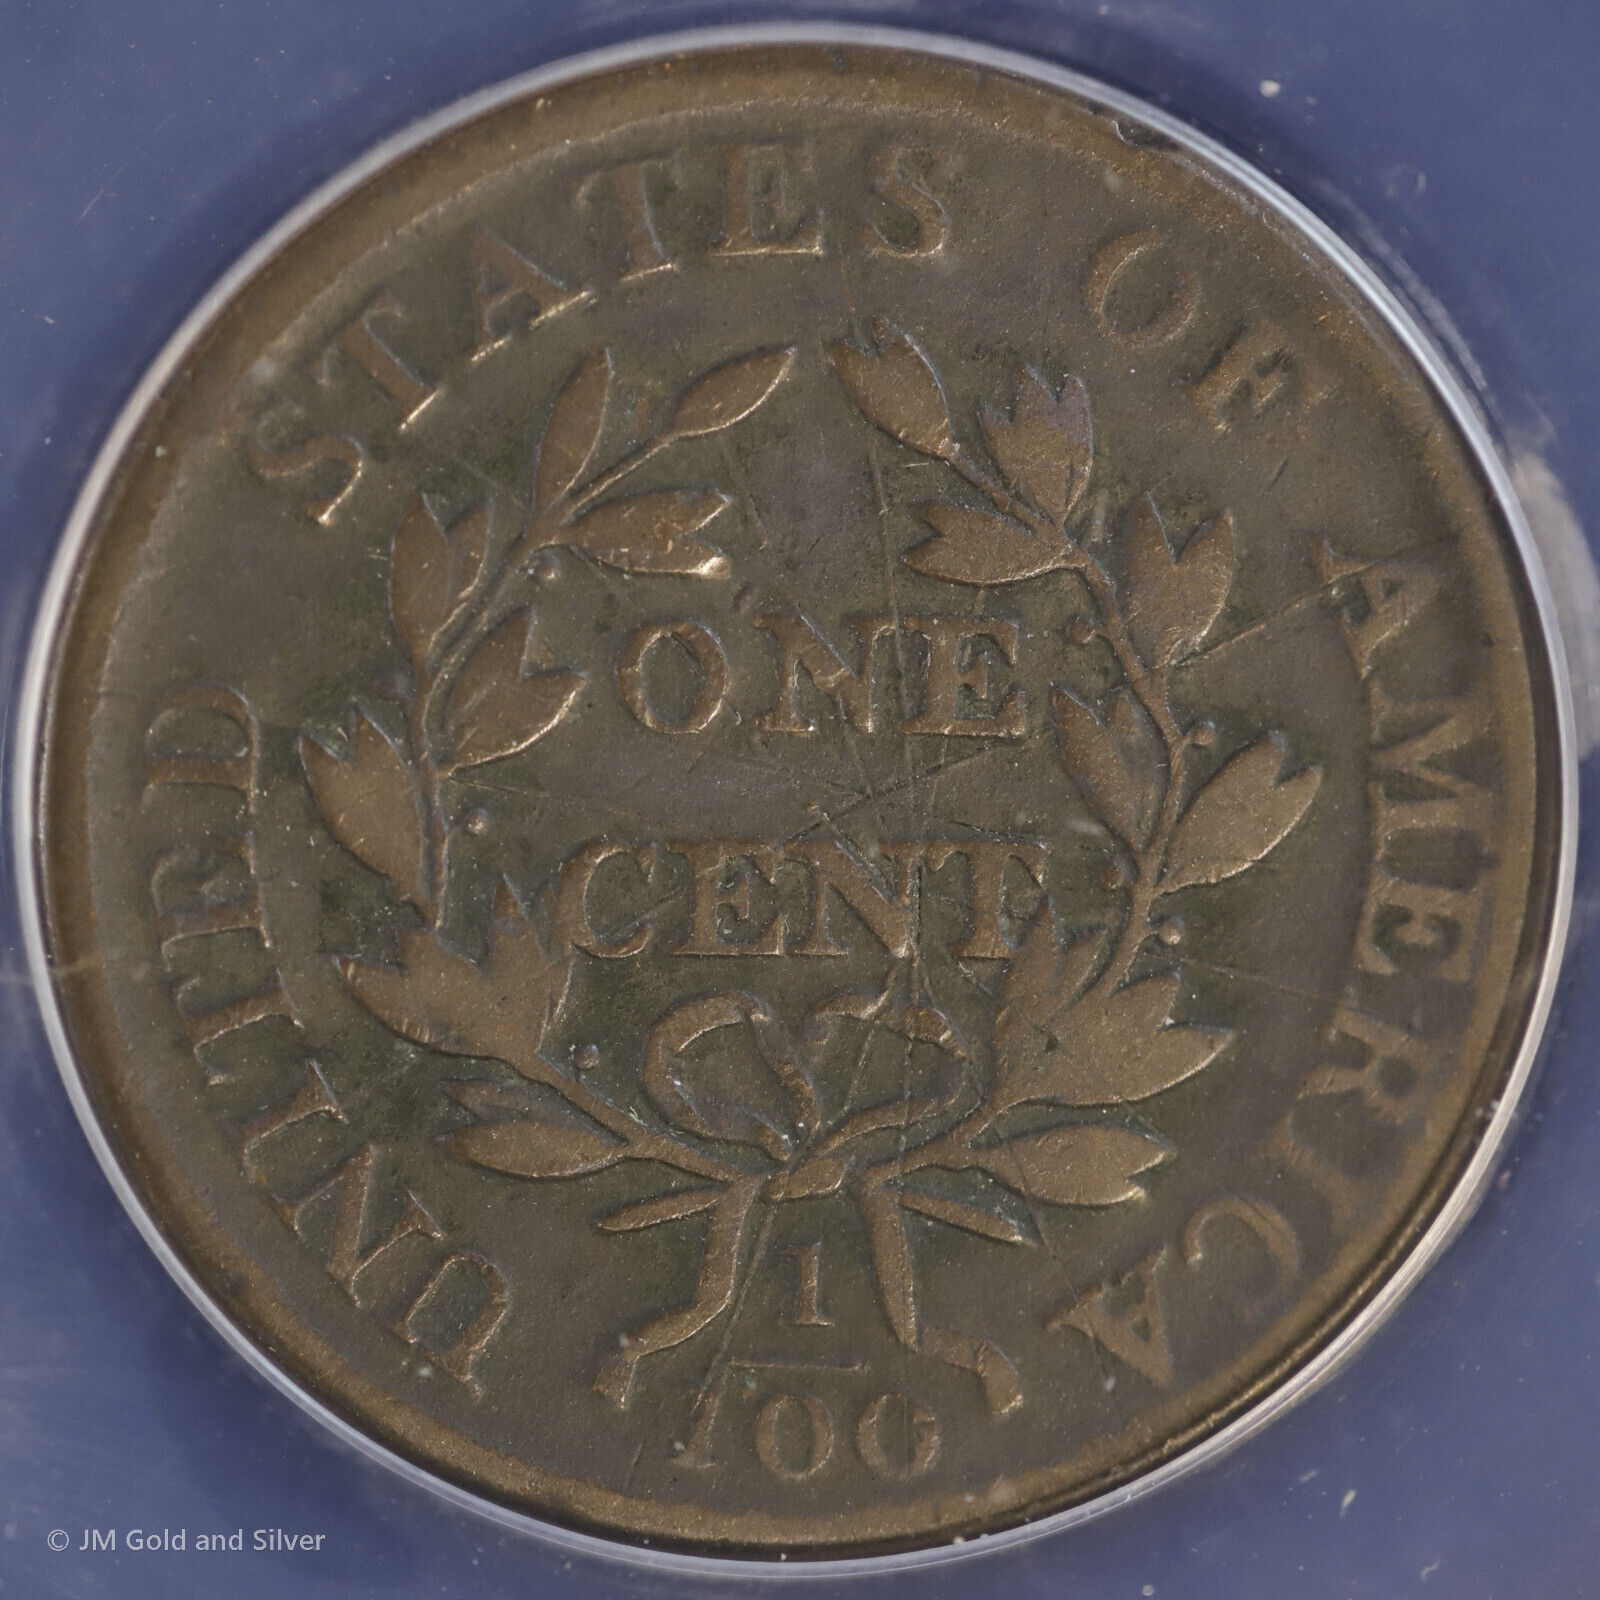 UNITED STATES OF AMERICA
ONE
CENT
1
100
© JM Gold and Silver